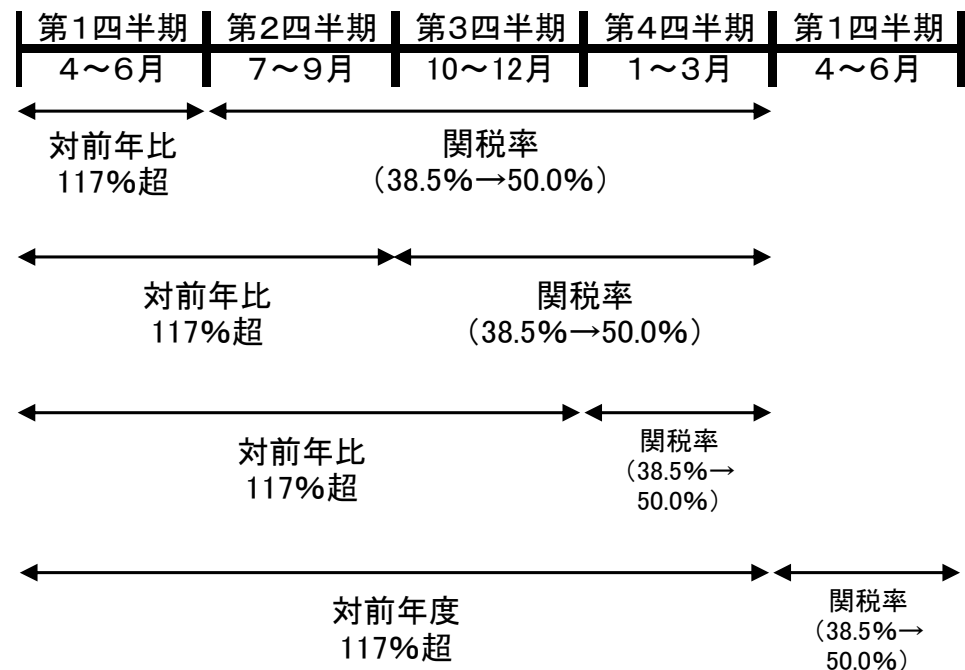 第1四半期 第2四半期 第3四半期 第4四半期 第1四半期
4～6月 7～9月 10～12月 1～3月 4～6月
対前年比
117%超
関税率
（38.5%→50.0%）
対前年比
117%超
関税率
（38.5%→50.0%）
対前年比
117%超
関税率
（38.5%→
50.0%）
対前年度
117%超
関税率
（38.5%→
50.0%）